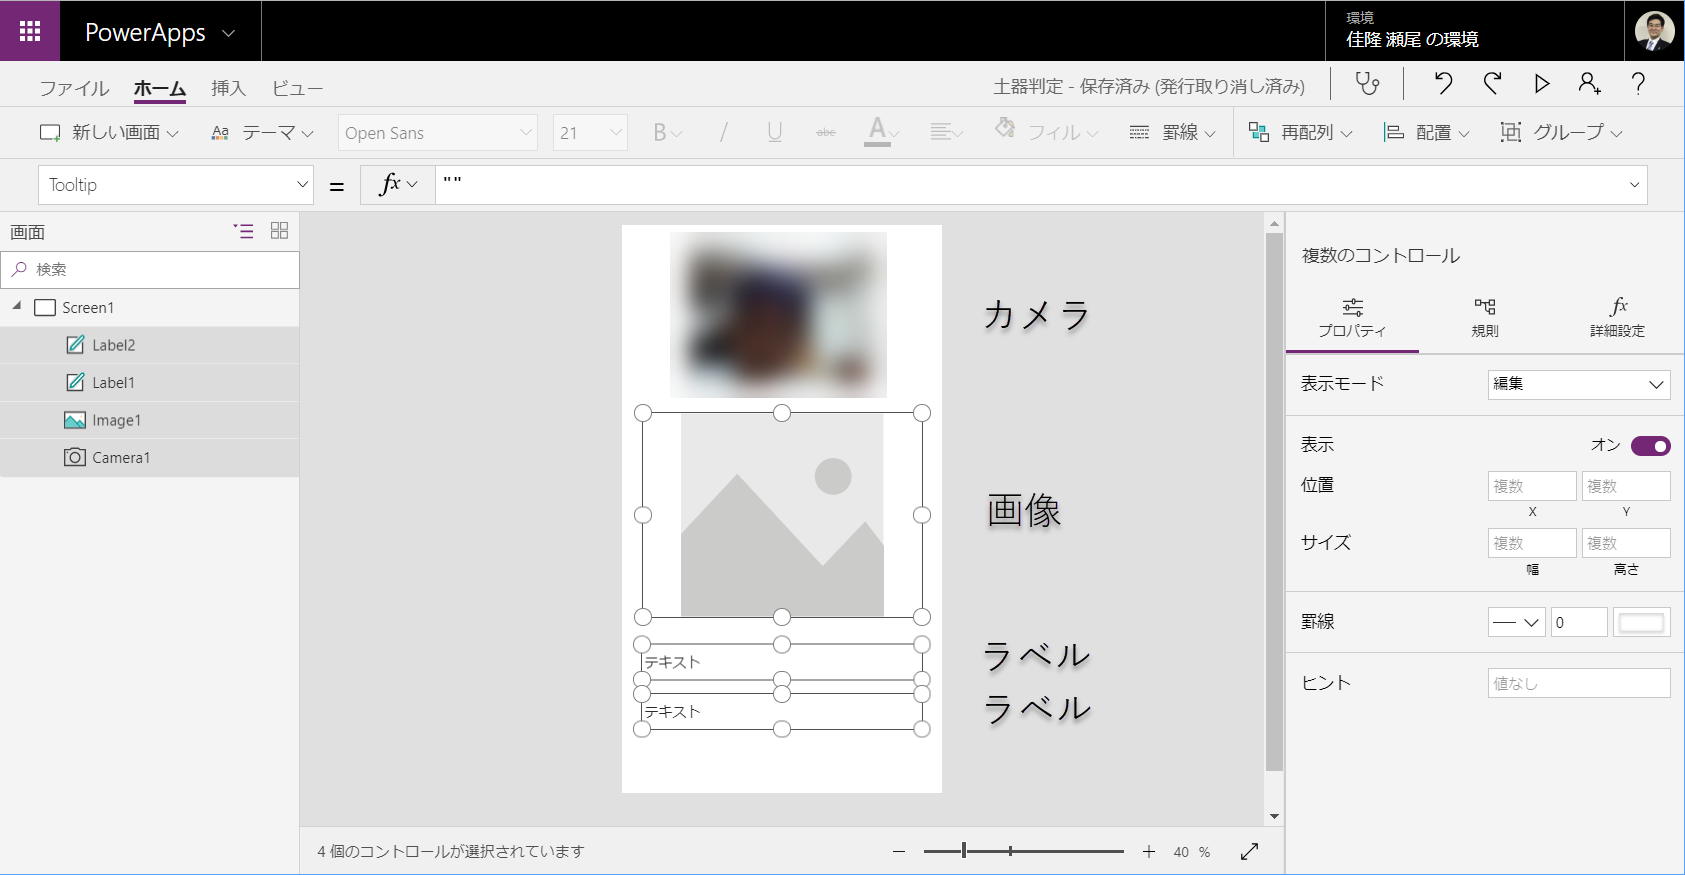 PowerApps
環境
佳隆 瀬尾 の環境
ファイル ホーム 挿入 ビュー 土器判定 - 保存済み (発行取り消し済み) ?
新しい画面 Aa テーマ Open Sans 21 B / U abc A フィル 罫線 再配列 配置 グループ
Tooltip = fx ""
画面
検索
Screen1
Label2
Label1
Image1
Camera1
カメラ
画像
テキスト
ラベル
テキスト
ラベル
4 個のコントロールが選択されています
40 %
複数のコントロール
プロパティ 規則 fx 詳細設定
表示モード 編集
表示 オン
位置 複数 複数
X Y
サイズ 複数 複数
幅 高さ
罫線 0
ヒント 値なし